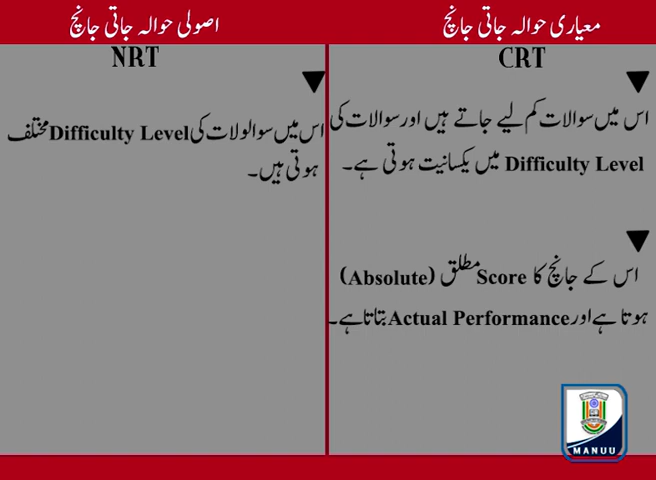 معیاری حوالہ جاتی جانچ
CRT
اس میں سوالات کم لیے جاتے ہیں اور سوالات کی
Difficulty Level میں یکسانیت ہوتی ہے۔
اس کے جانچ کا Score مطلق (Absolute)
ہوتا ہے اور Actual Performance بتاتا ہے۔
اصولی حوالہ جاتی جانچ
NRT
اس میں سوالولات کی Difficulty Level مختلف
ہوتی ہیں۔
MANUU